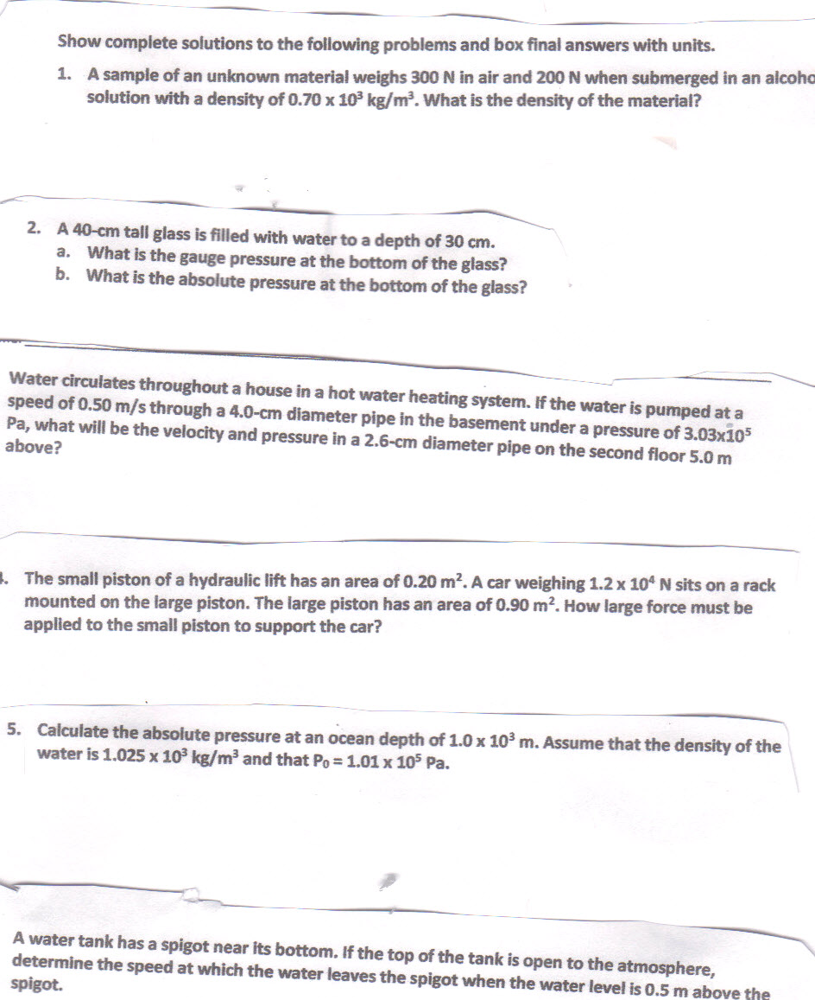 Show complete solutions to the following problems and box final answers with units.
1. A sample of an unknown material weighs 300 N in air and 200 N when submerged in an alcoho
solution with a density of 0.70 x 10³ kg/m³. What is the density of the material?
2. A 40-cm tall glass is filled with water to a depth of 30 cm.
a. What is the gauge pressure at the bottom of the glass?
b. What is the absolute pressure at the bottom of the glass?
Water circulates throughout a house in a hot water heating system. If the water is pumped at a
speed of 0.50 m/s through a 4.0-cm diameter pipe in the basement under a pressure of 3.03x10⁵
Pa, what will be the velocity and pressure in a 2.6-cm diameter pipe on the second floor 5.0 m
above?
. The small piston of a hydraulic lift has an area of 0.20 m². A car weighing 1.2 x 10⁴ N sits on a rack
mounted on the large piston. The large piston has an area of 0.90 m². How large force must be
applied to the small piston to support the car?
5. Calculate the absolute pressure at an ocean depth of 1.0 x 10³ m. Assume that the density of the
water is 1.025 x 10³ kg/m³ and that P₀ = 1.01 x 10⁵ Pa.
A water tank has a spigot near its bottom. If the top of the tank is open to the atmosphere,
determine the speed at which the water leaves the spigot when the water level is 0.5 m above the
spigot.